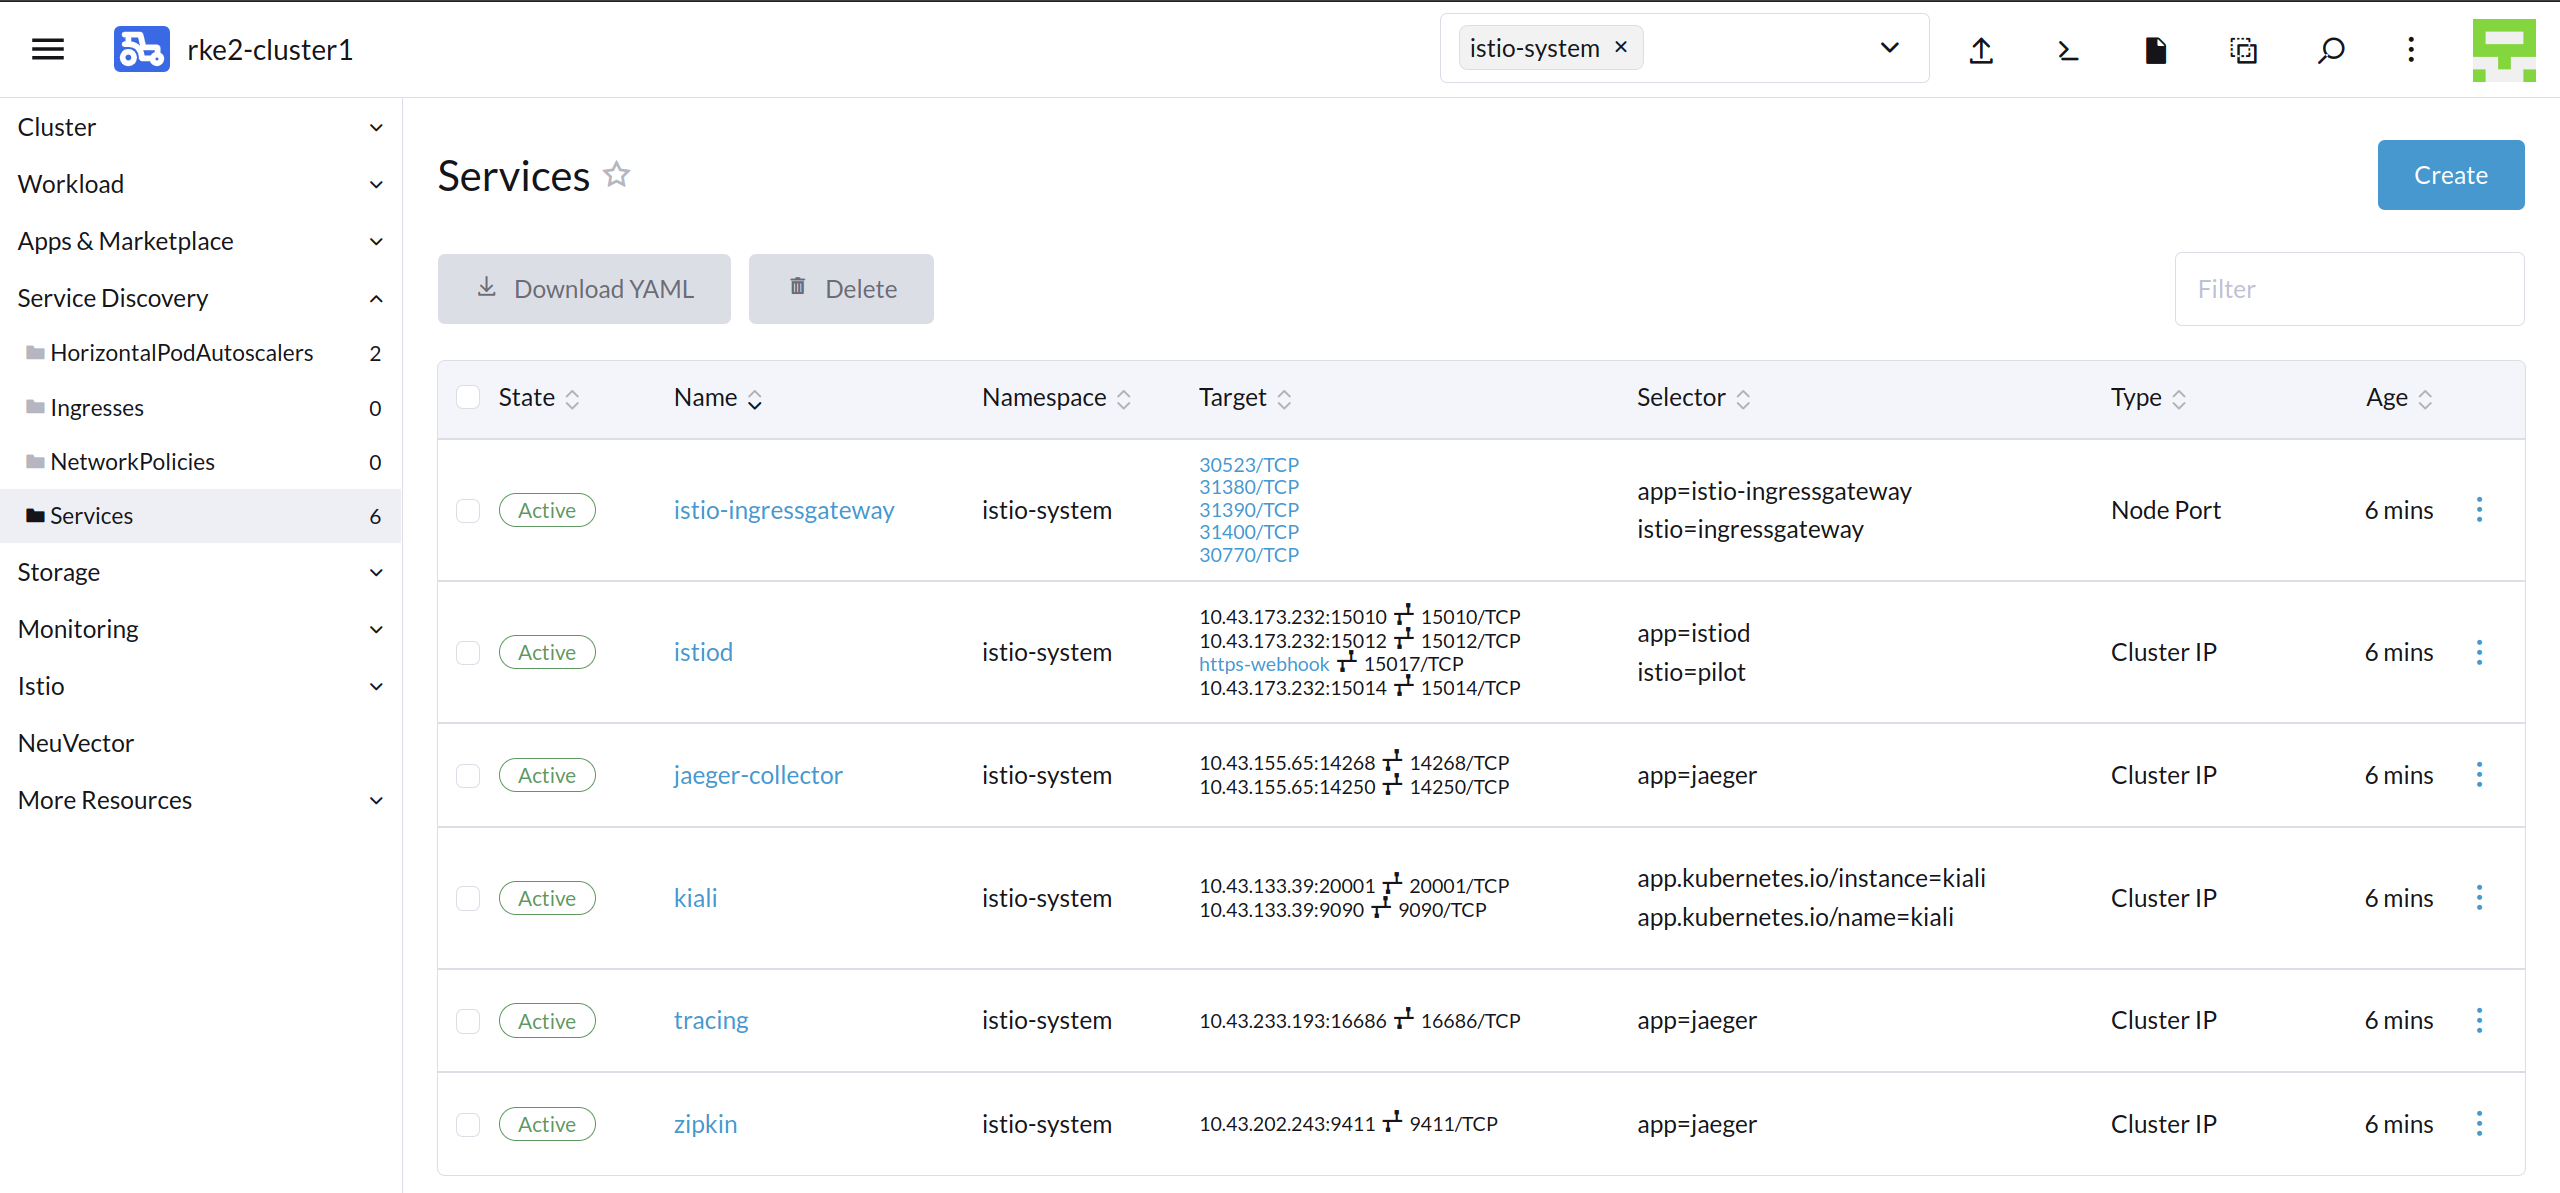 rke2-cluster1
istio-system ×
Cluster
Workload
Apps & Marketplace
Service Discovery
HorizontalPodAutoscalers 2
Ingresses 0
NetworkPolicies 0
Services 6
Storage
Monitoring
Istio
NeuVector
More Resources
Services
Create
Download YAML
Delete
Filter
State Name Namespace Target Selector Type Age
Active istio-ingressgateway istio-system
30523/TCP
31380/TCP
31390/TCP
31400/TCP
30770/TCP
app=istio-ingressgateway
istio=ingressgateway
Node Port 6 mins
Active istiod istio-system
10.43.173.232:15010 15010/TCP
10.43.173.232:15012 15012/TCP
https-webhook 15017/TCP
10.43.173.232:15014 15014/TCP
app=istiod
istio=pilot
Cluster IP 6 mins
Active jaeger-collector istio-system
10.43.155.65:14268 14268/TCP
10.43.155.65:14250 14250/TCP
app=jaeger
Cluster IP 6 mins
Active kiali istio-system
10.43.133.39:20001 20001/TCP
10.43.133.39:9090 9090/TCP
app.kubernetes.io/instance=kiali
app.kubernetes.io/name=kiali
Cluster IP 6 mins
Active tracing istio-system
10.43.233.193:16686 16686/TCP
app=jaeger
Cluster IP 6 mins
Active zipkin istio-system
10.43.202.243:9411 9411/TCP
app=jaeger
Cluster IP 6 mins